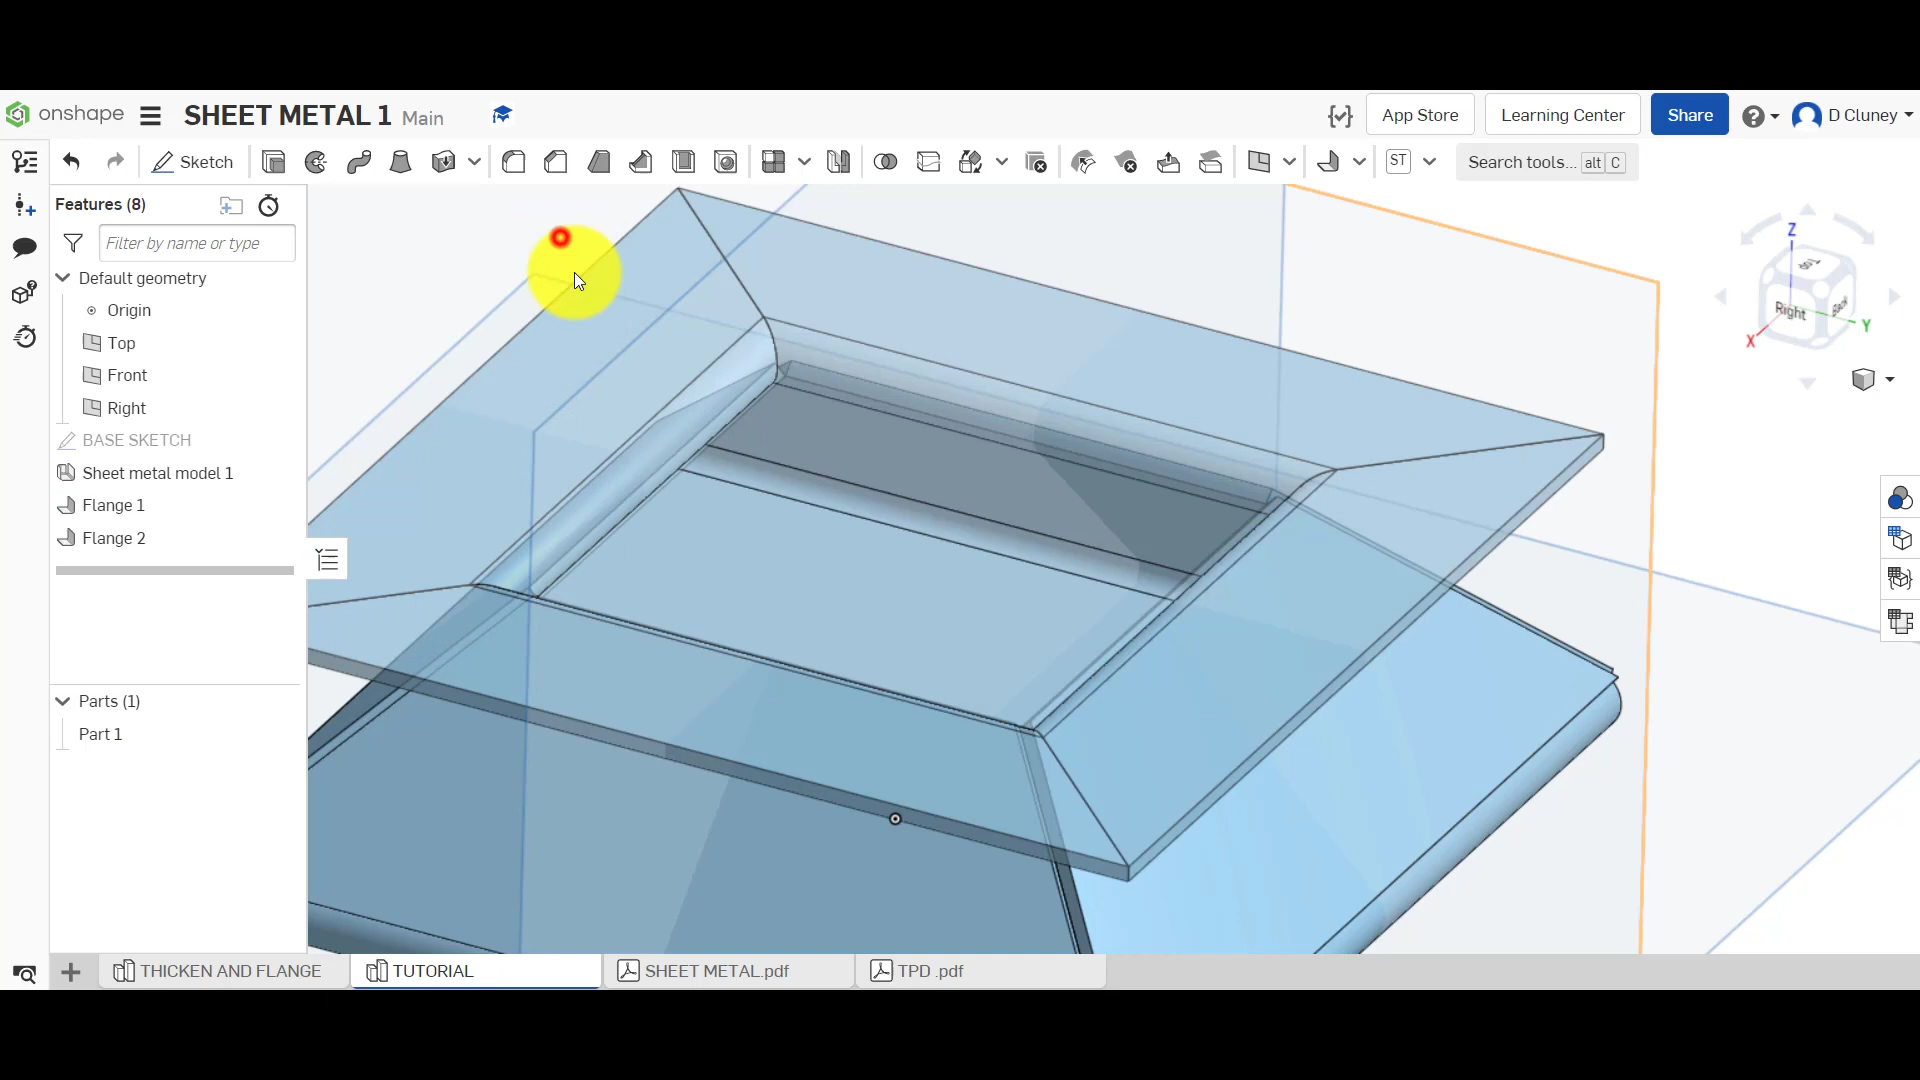 onshape
SHEET METAL 1 Main
App Store
Learning Center
Share
D Cluney
Sketch
ST
Search tools... alt C
Features (8)
Filter by name or type
Default geometry
Origin
Top
Front
Right
BASE SKETCH
Sheet metal model 1
Flange 1
Flange 2
Parts (1)
Part 1
Z
Top
Right
Back
X
Y
THICKEN AND FLANGE
TUTORIAL
SHEET METAL.pdf
TPD .pdf